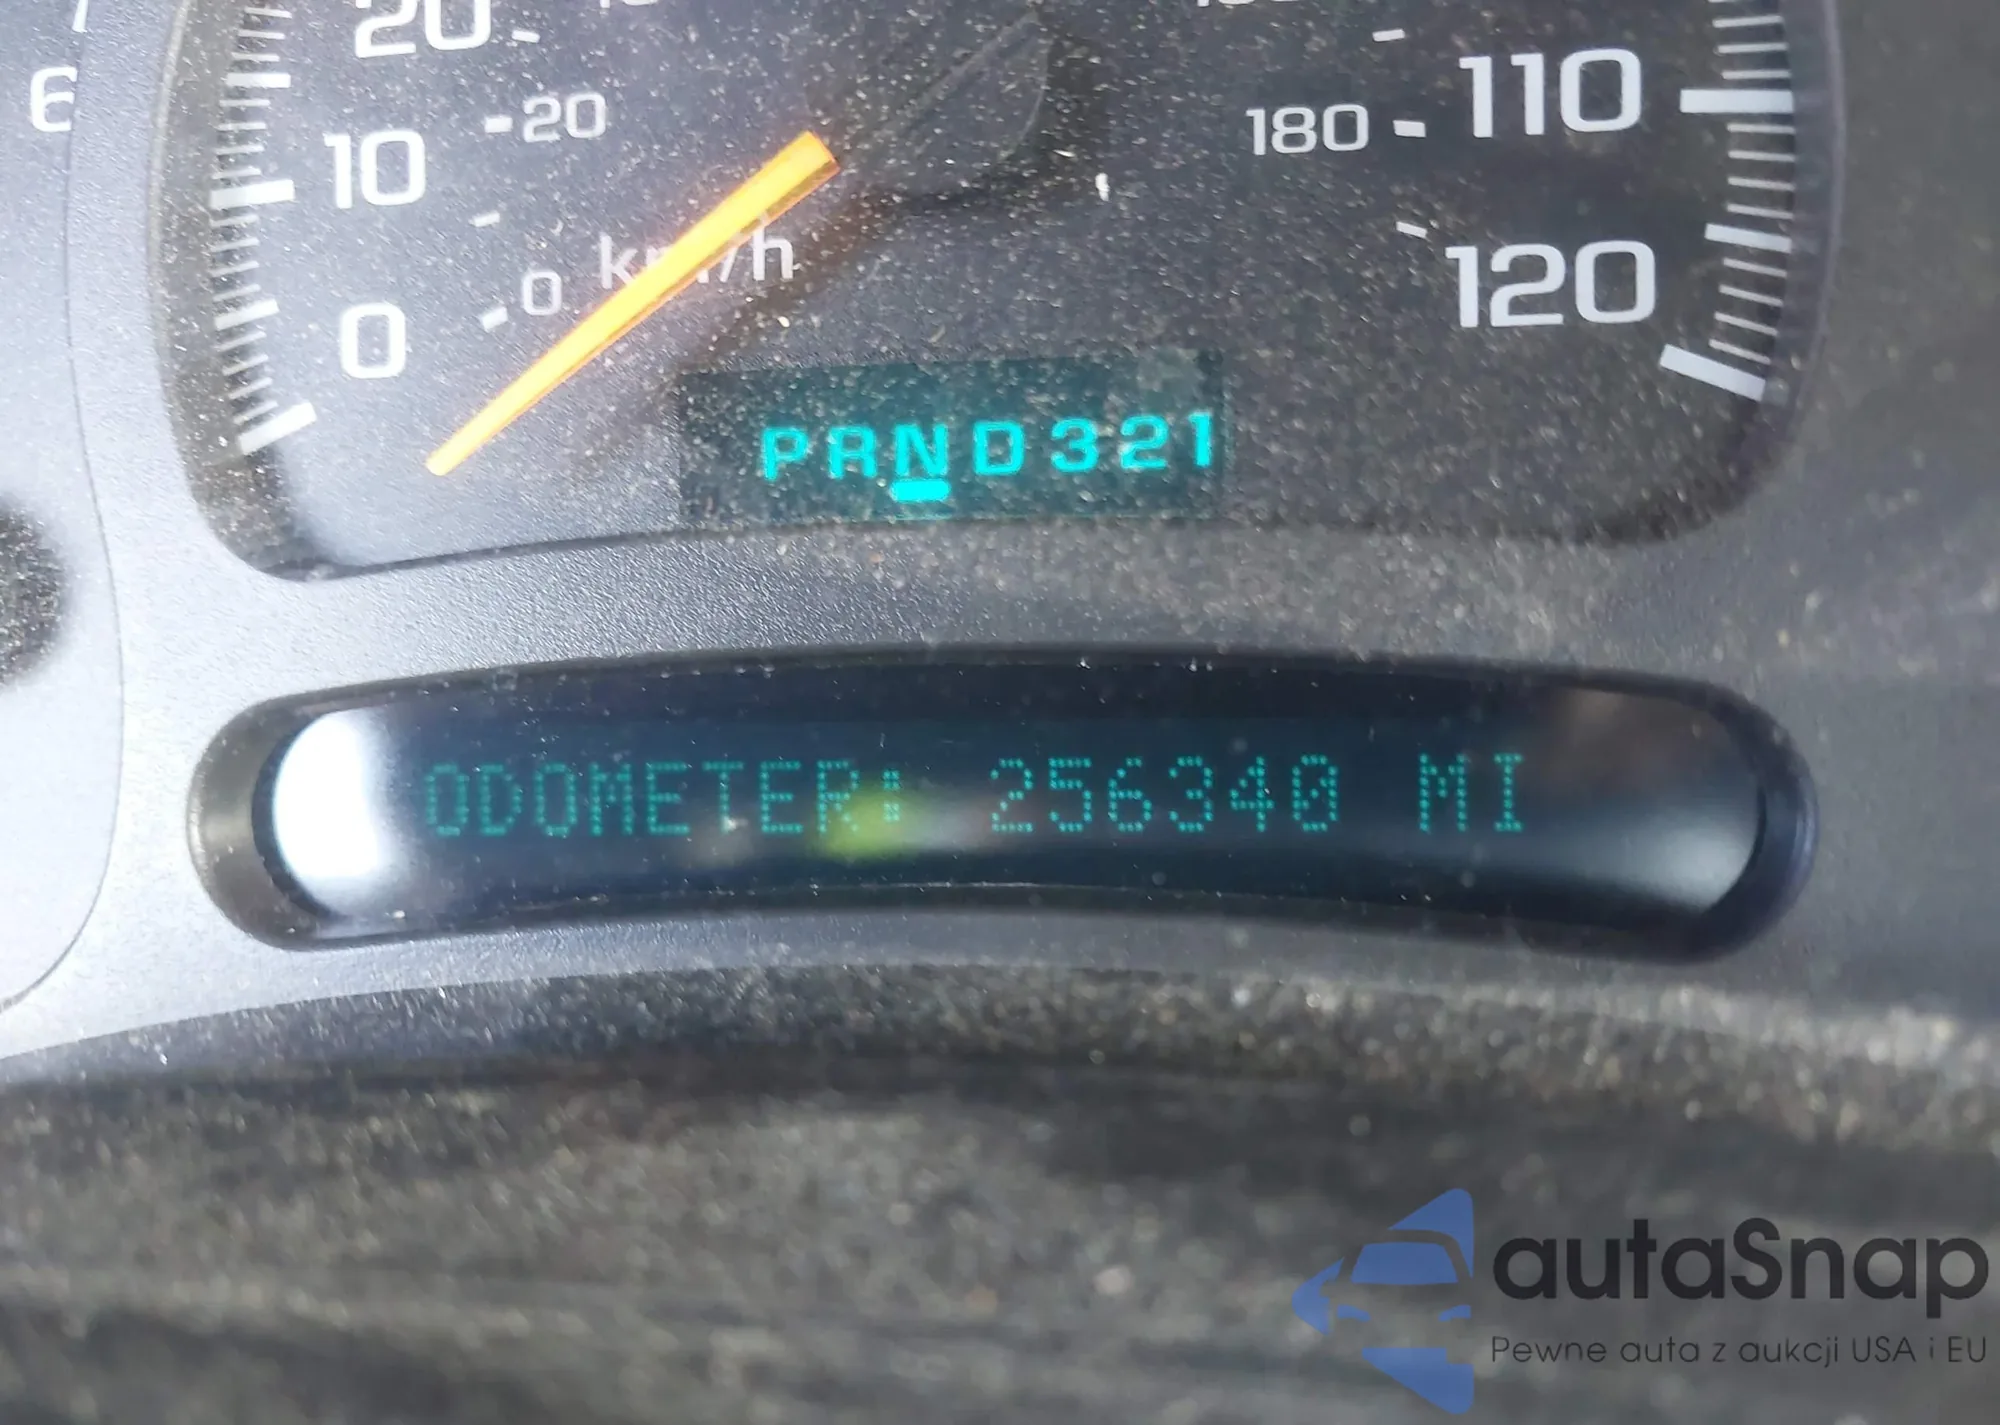 6
20
10
0
20
0
km/h
180
110
120
PRND321
ODOMETER: 256340 MI
autaSnap
Pewne auta z aukcji USA i EU